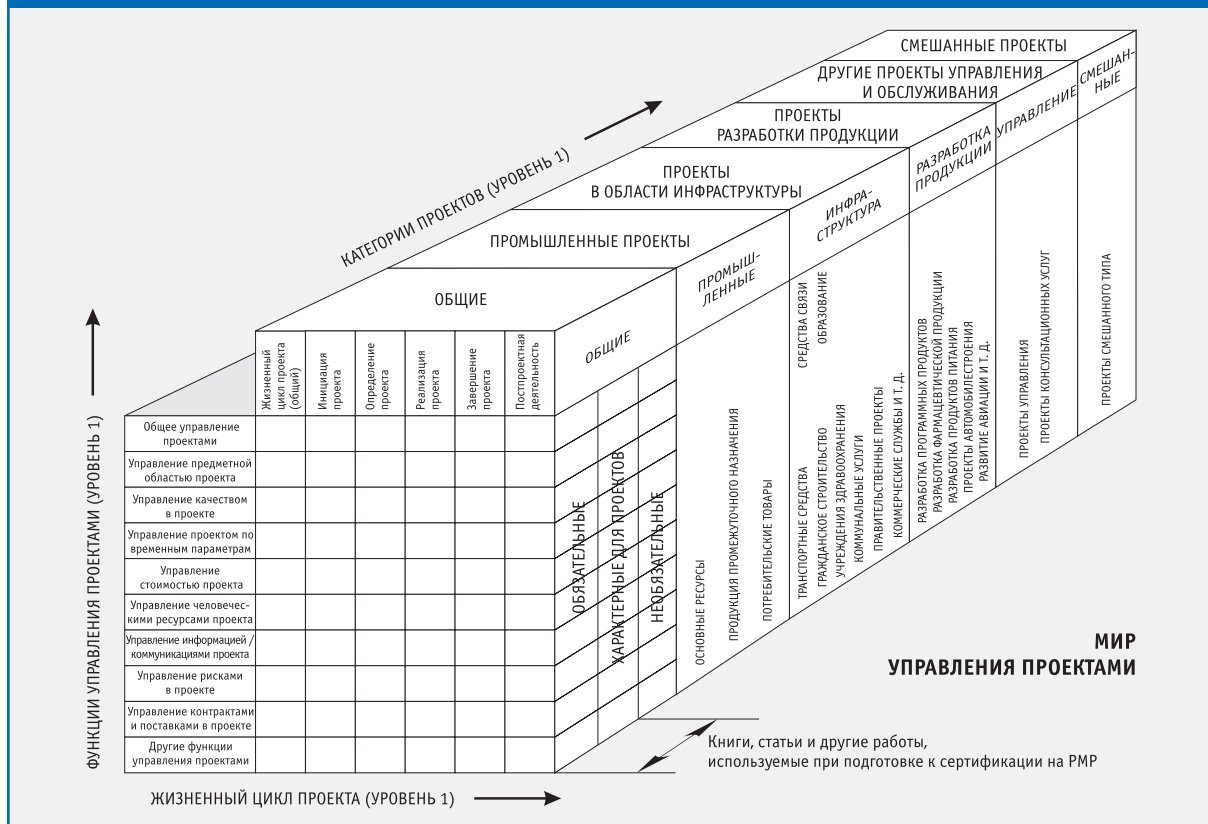 СМЕШАННЫЕ ПРОЕКТЫ
ДРУГИЕ ПРОЕКТЫ УПРАВЛЕНИЯ
И ОБСЛУЖИВАНИЯ
ПРОЕКТЫ
РАЗРАБОТКИ ПРОДУКЦИИ
ПРОЕКТЫ
В ОБЛАСТИ ИНФРАСТРУКТУРЫ
ПРОМЫШЛЕННЫЕ ПРОЕКТЫ
ОБЩИЕ
КАТЕГОРИИ ПРОЕКТОВ (УРОВЕНЬ 1)
СМЕШАН-
НЫЕ
УПРАВЛЕНИЕ
РАЗРАБОТКА
ПРОДУКЦИИ
ИНФРА-
СТРУКТУРА
ПРОМЫШ-
ЛЕННЫЕ
ОБЩИЕ
Жизненный
цикл проекта
(общий)
Инициация
проекта
Определение
проекта
Реализация
проекта
Завершение
проекта
Постпроектная
деятельность
ФУНКЦИИ УПРАВЛЕНИЯ ПРОЕКТАМИ (УРОВЕНЬ 1)
Общее управление
проектами
Управление предметной
областью проекта
Управление качеством
в проекте
Управление проектом по
временным параметрам
Управление
стоимостью проекта
Управление человечес-
кими ресурсами проекта
Управление информацией /
коммуникациями проекта
Управление рисками
в проекте
Управление контрактами
и поставками в проекте
Другие функции
управления проектами
ОБЯЗАТЕЛЬНЫЕ
ХАРАКТЕРНЫЕ ДЛЯ ПРОЕКТОВ
НЕОБЯЗАТЕЛЬНЫЕ
ОСНОВНЫЕ РЕСУРСЫ
ПРОДУКЦИЯ ПРОМЕЖУТОЧНОГО НАЗНАЧЕНИЯ
ПОТРЕБИТЕЛЬСКИЕ ТОВАРЫ
СРЕДСТВА СВЯЗИ
ОБРАЗОВАНИЕ
ТРАНСПОРТНЫЕ СРЕДСТВА
ГРАЖДАНСКОЕ СТРОИТЕЛЬСТВО
УЧРЕЖДЕНИЯ ЗДРАВООХРАНЕНИЯ
КОММУНАЛЬНЫЕ УСЛУГИ
ПРАВИТЕЛЬСТВЕННЫЕ ПРОЕКТЫ
КОММЕРЧЕСКИЕ СЛУЖБЫ И Т. Д.
РАЗРАБОТКА ПРОГРАММНЫХ ПРОДУКТОВ
РАЗРАБОТКА ФАРМАЦЕВТИЧЕСКОЙ ПРОДУКЦИИ
РАЗРАБОТКА ПРОДУКТОВ ПИТАНИЯ
ПРОЕКТЫ АВТОМОБИЛЕСТРОЕНИЯ
РАЗВИТИЕ АВИАЦИИ И Т. Д.
ПРОЕКТЫ УПРАВЛЕНИЯ
ПРОЕКТЫ КОНСУЛЬТАЦИОННЫХ УСЛУГ
ПРОЕКТЫ СМЕШАННОГО ТИПА
МИР
УПРАВЛЕНИЯ ПРОЕКТАМИ
Книги, статьи и другие работы,
используемые при подготовке к сертификации на PMP
ЖИЗНЕННЫЙ ЦИКЛ ПРОЕКТА (УРОВЕНЬ 1)